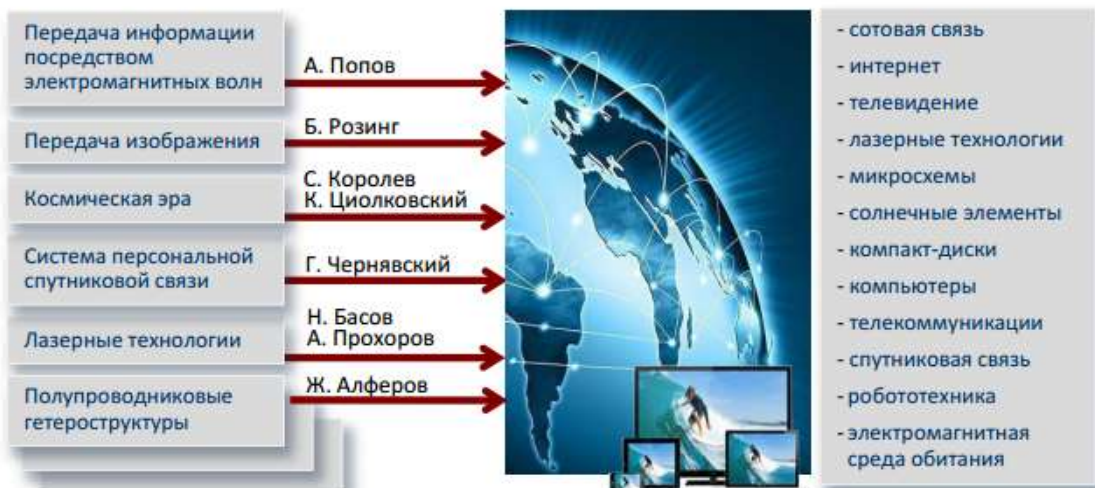 Передача информации
посредством
электромагнитных волн
А. Попов
Передача изображения
Б. Розинг
Космическая эра
С. Королев
К. Циолковский
Система персональной
спутниковой связи
Г. Чернявский
Лазерные технологии
Н. Басов
А. Прохоров
Полупроводниковые
гетероструктуры
Ж. Алферов
- сотовая связь
- интернет
- телевидение
- лазерные технологии
- микросхемы
- солнечные элементы
- компакт-диски
- компьютеры
- телекоммуникации
- спутниковая связь
- робототехника
- электромагнитная
среда обитания